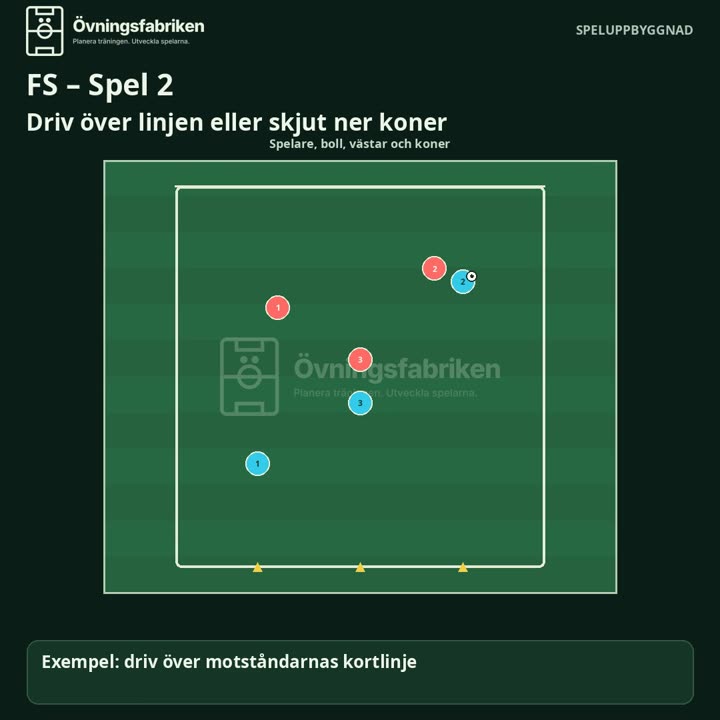 Övningsfabriken
Planera träningen. Utveckla spelarna.
SPELUPPBYGGNAD
FS – Spel 2
Driv över linjen eller skjut ner koner
Spelare, boll, västar och koner
2
2
1
3
Övningsfabriken
Planera träningen. Utveckla spelarna.
3
1
Exempel: driv över motståndarnas kortlinje